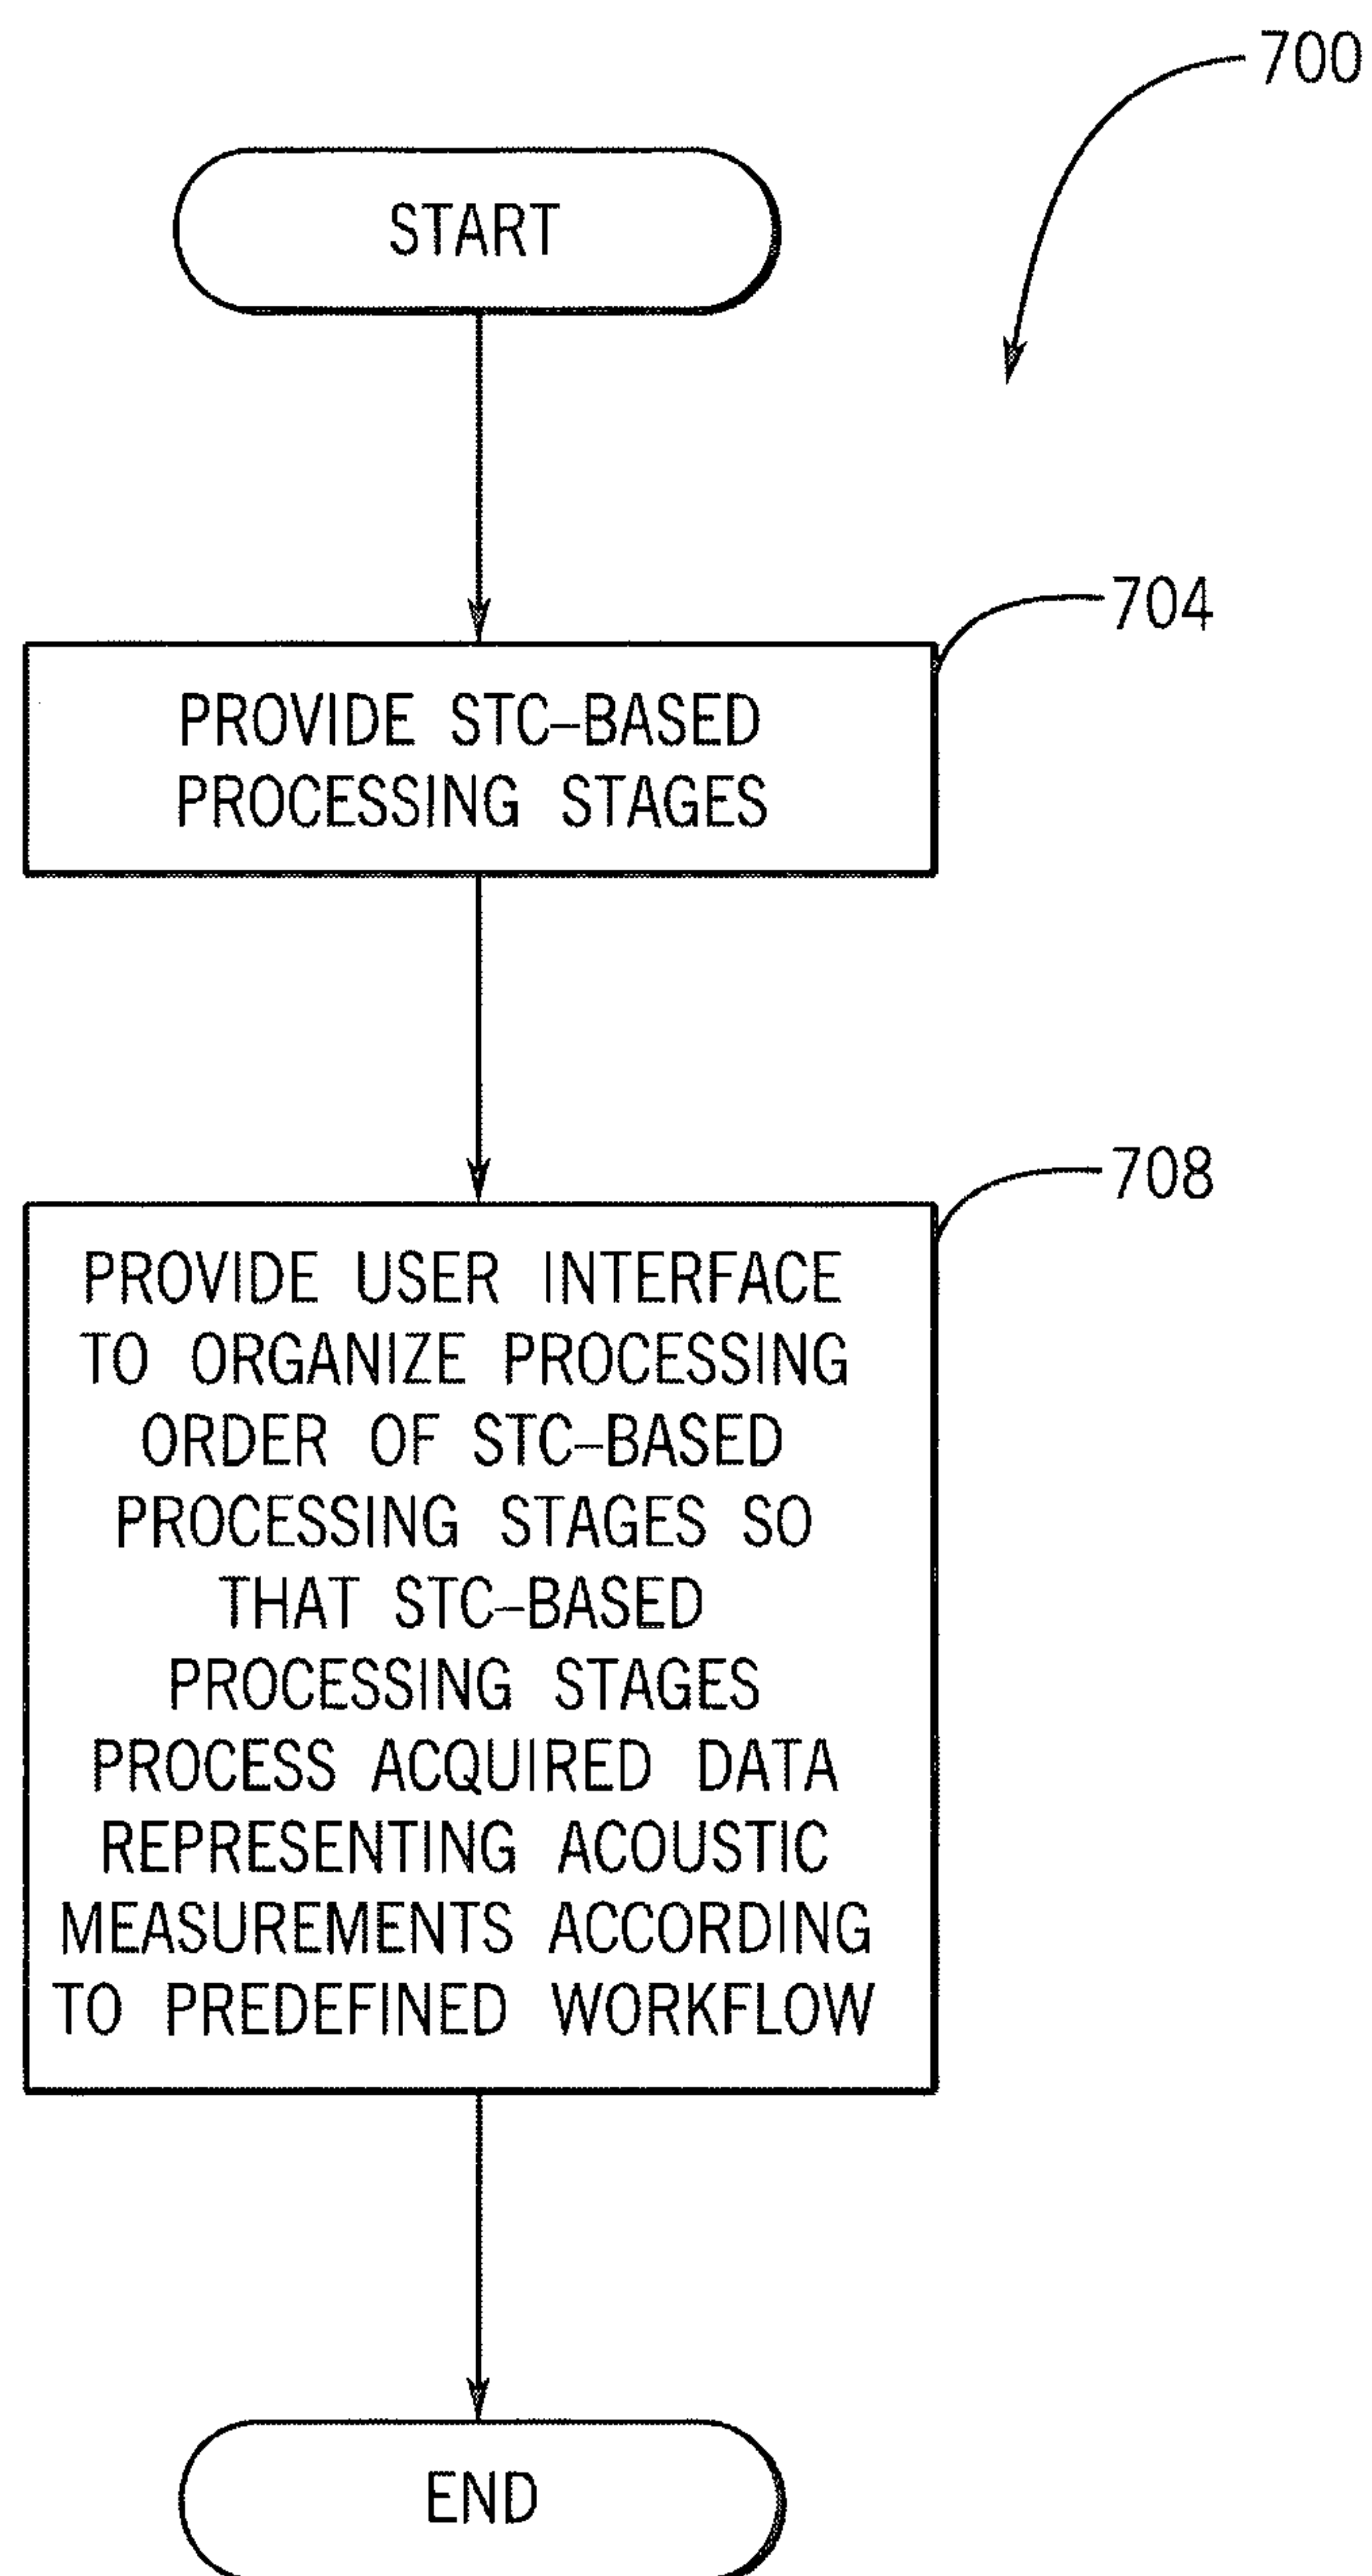 700
START
704
PROVIDE STC–BASED
PROCESSING STAGES
708
PROVIDE USER INTERFACE
TO ORGANIZE PROCESSING
ORDER OF STC–BASED
PROCESSING STAGES SO
THAT STC–BASED
PROCESSING STAGES
PROCESS ACQUIRED DATA
REPRESENTING ACOUSTIC
MEASUREMENTS ACCORDING
TO PREDEFINED WORKFLOW
END